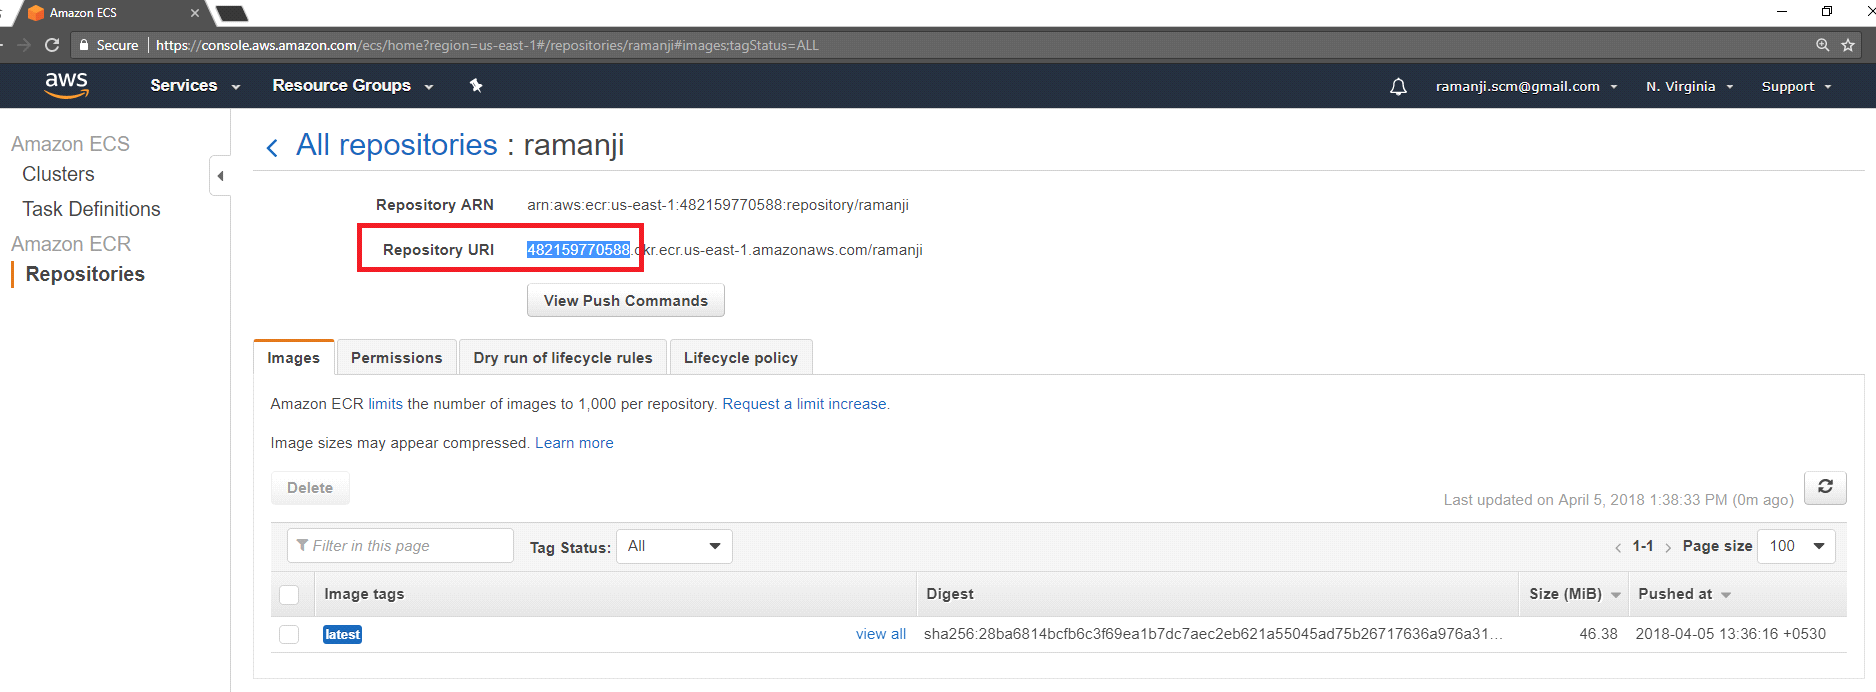 Amazon ECS
Secure https://console.aws.amazon.com/ecs/home?region=us-east-1#/repositories/ramanji#images;tagStatus=ALL
aws Services Resource Groups ramanji.scm@gmail.com N. Virginia Support
Amazon ECS
Clusters
Task Definitions
Amazon ECR
Repositories
All repositories : ramanji
Repository ARN arn:aws:ecr:us-east-1:482159770588:repository/ramanji
Repository URI 482159770588.dkr.ecr.us-east-1.amazonaws.com/ramanji
View Push Commands
Images Permissions Dry run of lifecycle rules Lifecycle policy
Amazon ECR limits the number of images to 1,000 per repository. Request a limit increase.
Image sizes may appear compressed. Learn more
Delete
Last updated on April 5, 2018 1:38:33 PM (0m ago)
Filter in this page Tag Status: All 1-1 Page size 100
Image tags Digest Size (MiB) Pushed at
latest view all sha256:28ba6814bcfb6c3f69ea1b7dc7aec2eb621a55045ad75b26717636a976a31... 46.38 2018-04-05 13:36:16 +0530